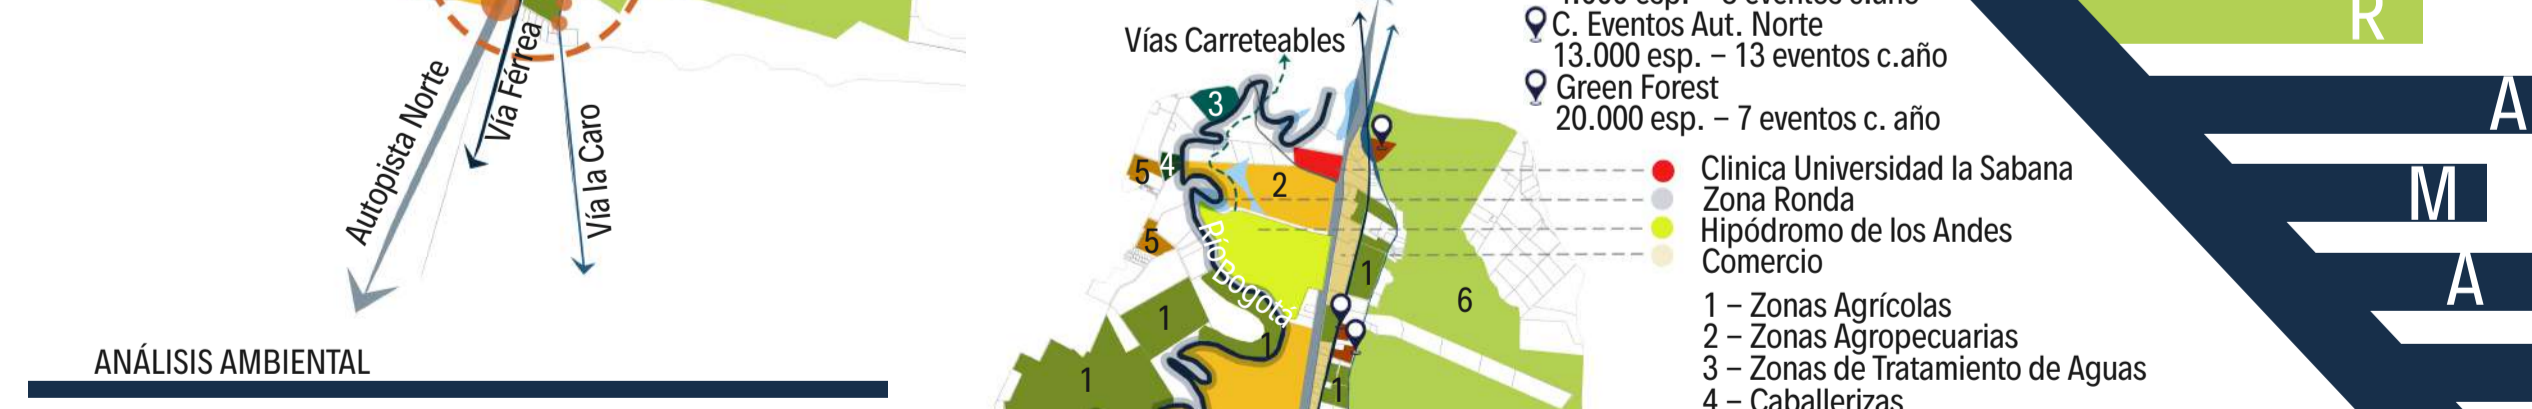 Autopista Norte
Vía Férrea
Vía la Caro
ANÁLISIS AMBIENTAL
Vías Carreteables
3
5
4
2
5
Río Bogotá
1
1
6
1
1
1
C. Eventos Aut. Norte
13.000 esp. – 13 eventos c.año
Green Forest
20.000 esp. – 7 eventos c. año
Clinica Universidad la Sabana
Zona Ronda
Hipódromo de los Andes
Comercio
1 – Zonas Agrícolas
2 – Zonas Agropecuarias
3 – Zonas de Tratamiento de Aguas
4 – Caballerizas
R
A
M
A